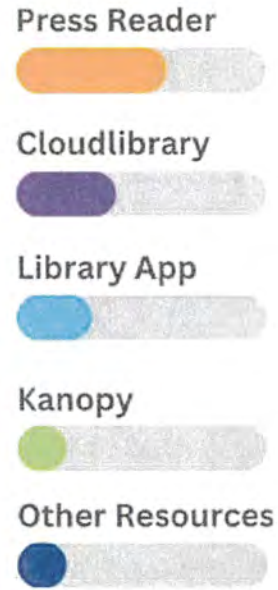 Press Reader
Cloudlibrary
Library App
Kanopy
Other Resources